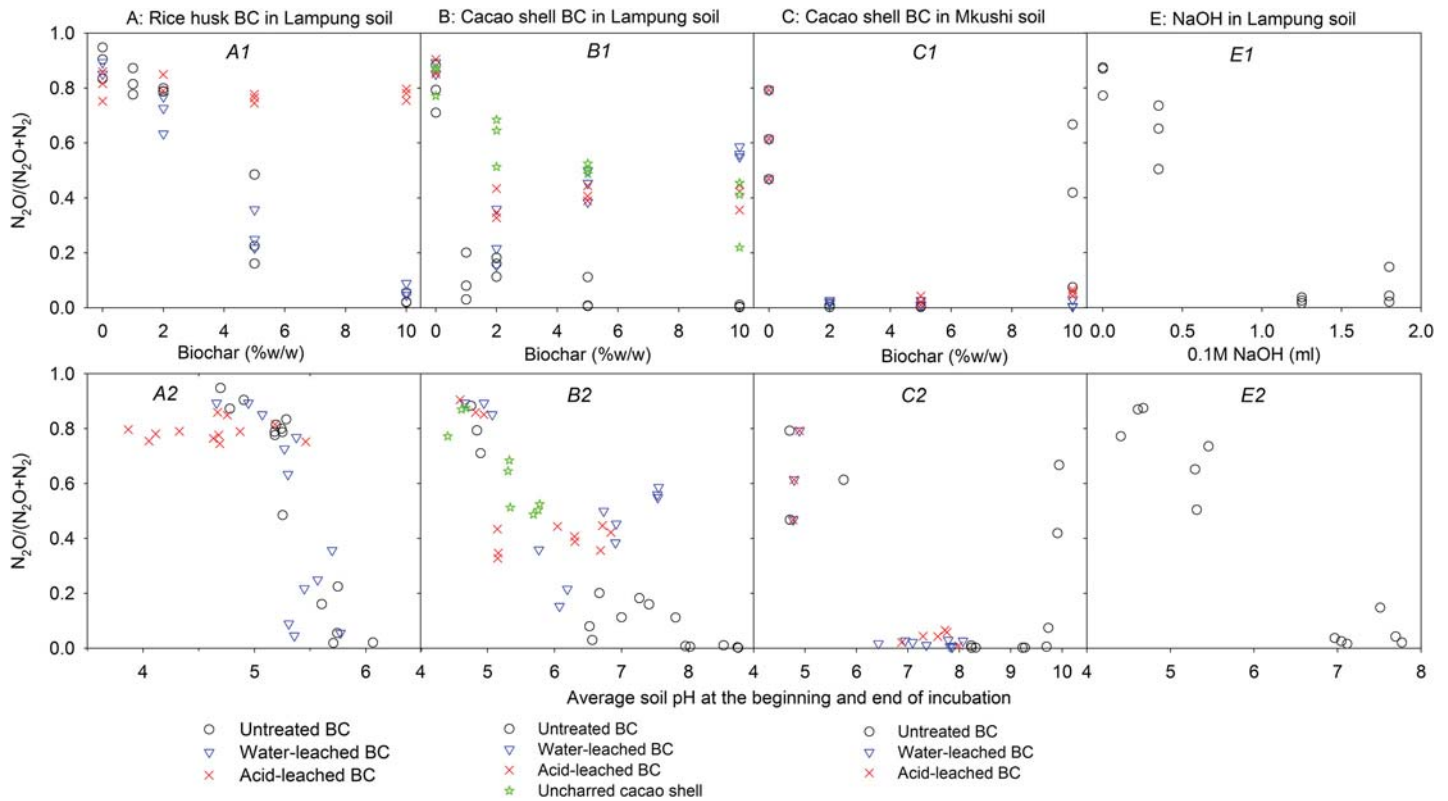 A: Rice husk BC in Lampung soil
B: Cacao shell BC in Lampung soil
C: Cacao shell BC in Mkushi soil
E: NaOH in Lampung soil
A1
B1
C1
E1
N₂O/(N₂O+N₂)
1.0
0.8
0.6
0.4
0.2
0.0
0 2 4 6 8 10
0 2 4 6 8 10
0 2 4 6 8 10
0.0 0.5 1.0 1.5 2.0
Biochar (%w/w)
Biochar (%w/w)
Biochar (%w/w)
0.1M NaOH (ml)
A2
B2
C2
E2
N₂O/(N₂O+N₂)
1.0
0.8
0.6
0.4
0.2
0.0
4 5 6
4 5 6 7 8
4 5 6 7 8 9 10
4 5 6 7 8
Average soil pH at the beginning and end of incubation
Untreated BC
Water-leached BC
Acid-leached BC
Untreated BC
Water-leached BC
Acid-leached BC
Uncharred cacao shell
Untreated BC
Water-leached BC
Acid-leached BC